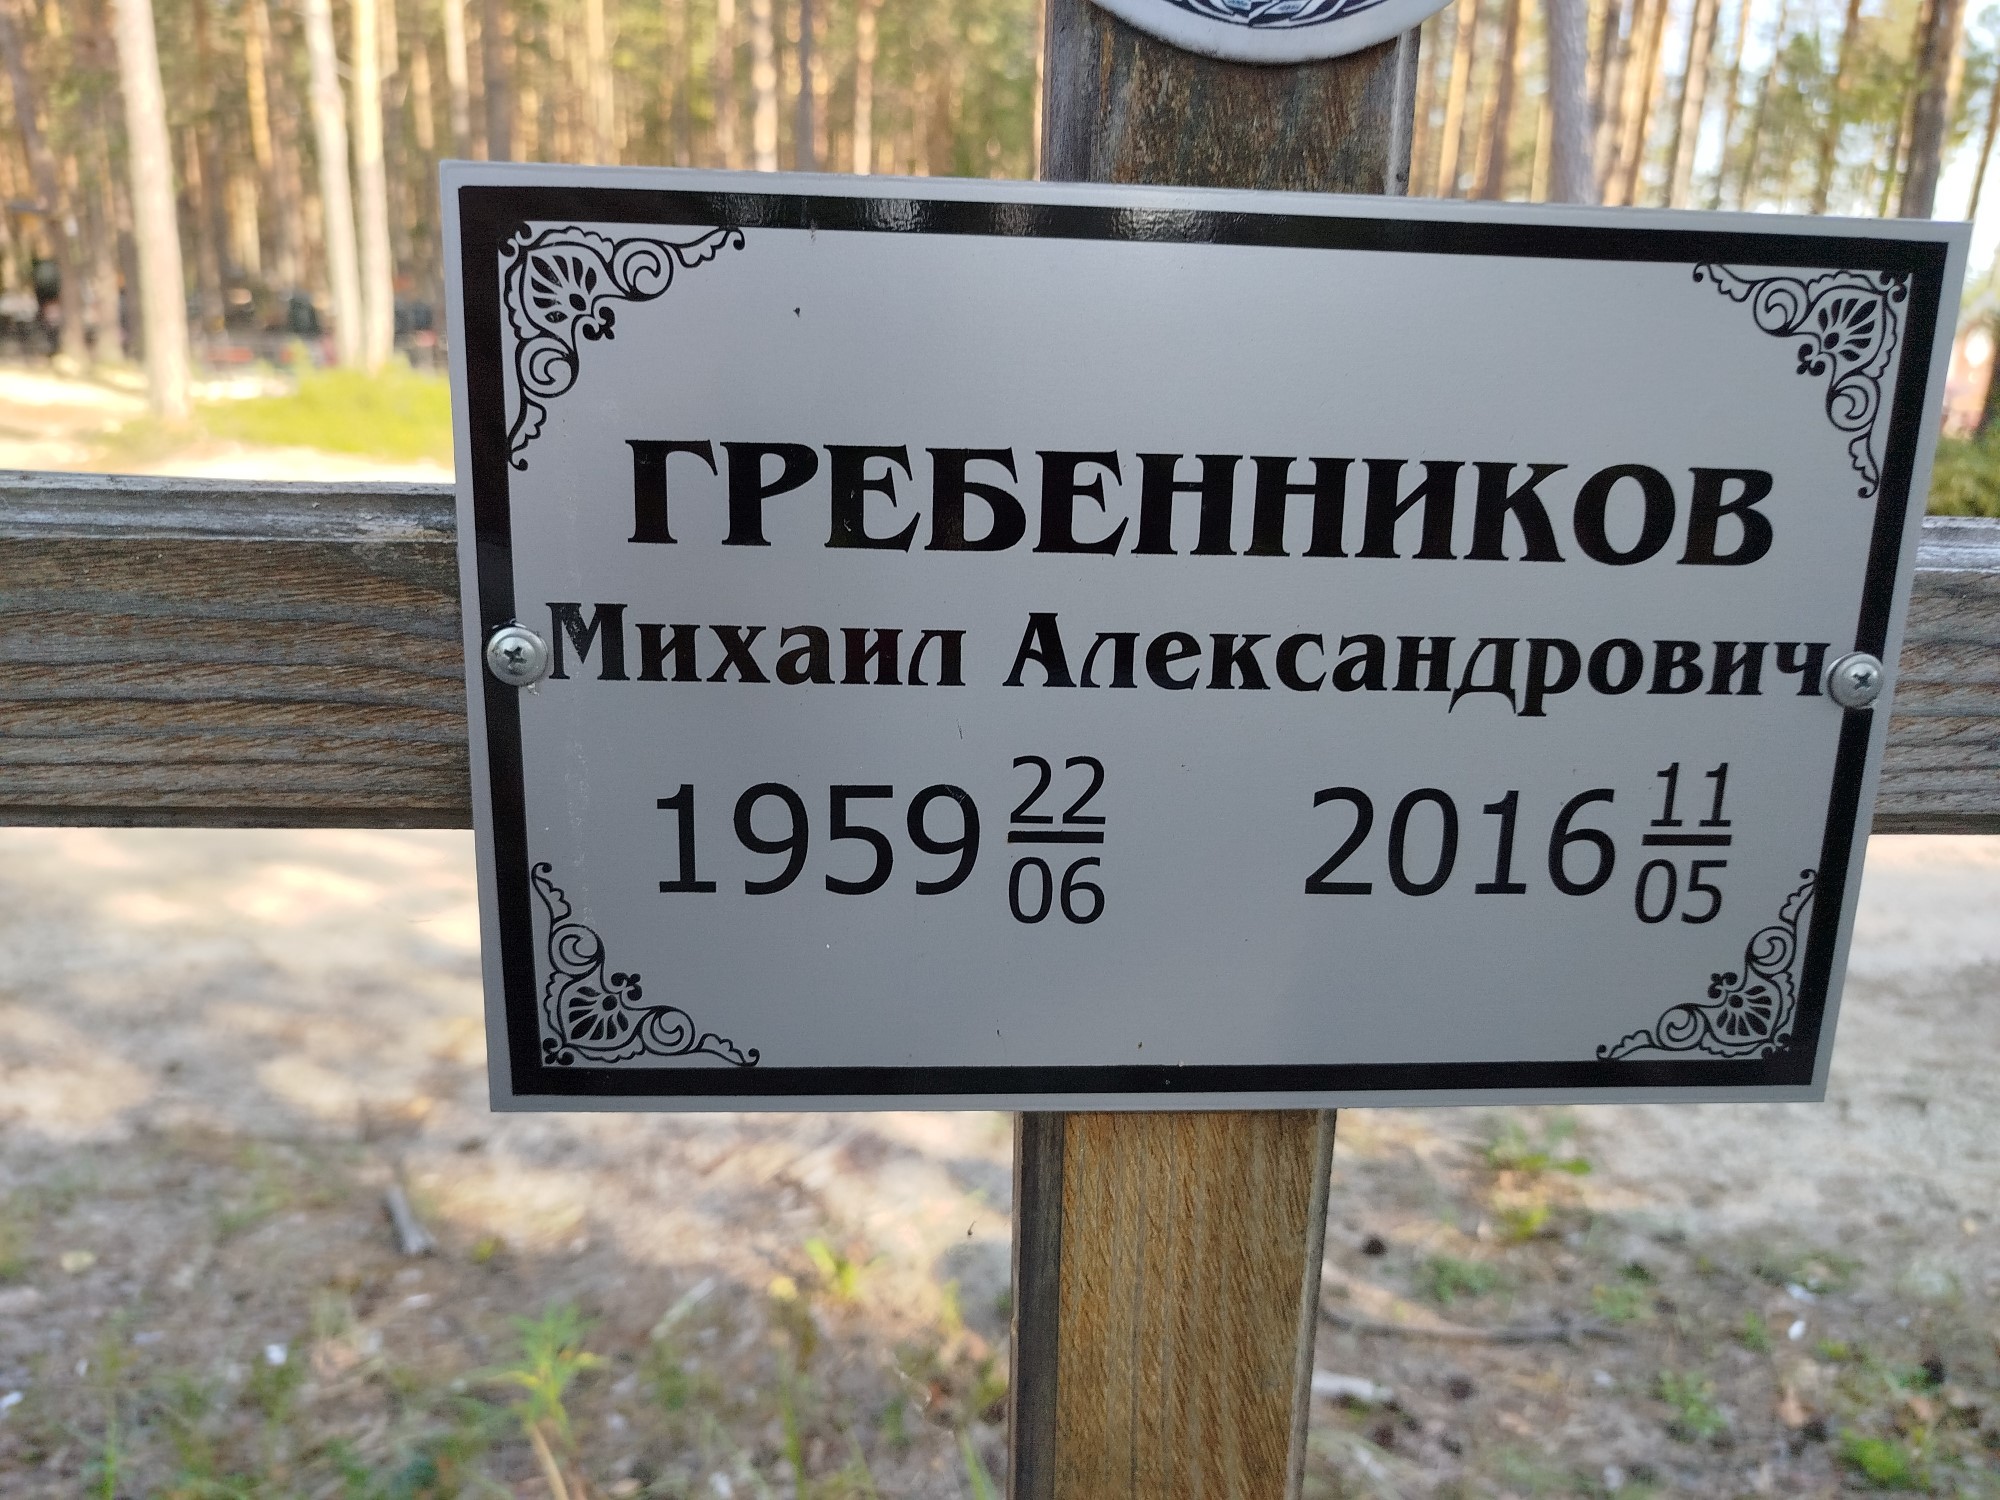 ГРЕБЕННИКОВ
Михаил Александрович
1959 22/06 2016 11/05